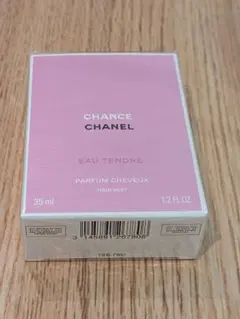 CHANCE
CHANEL
EAU TENDRE
PARFUM CHEVEUX
HAIR MIST
35 ml 1.2 FL.OZ.